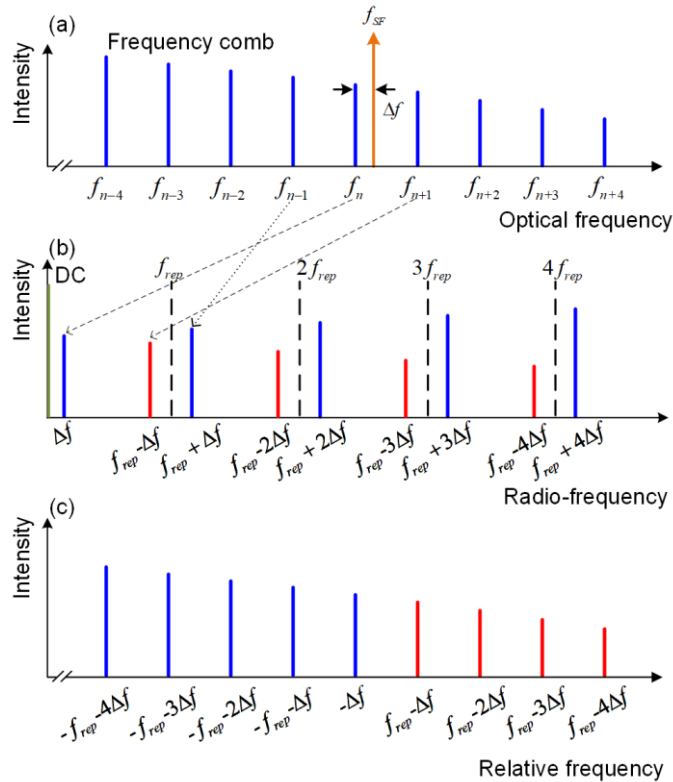 (a)
f_SF
Frequency comb
Intensity
Δf
f_n−4 f_n−3 f_n−2 f_n−1 f_n f_n+1 f_n+2 f_n+3 f_n+4
Optical frequency
(b)
DC
f_rep 2f_rep 3f_rep 4f_rep
Intensity
Δf f_rep-Δf f_rep+Δf f_rep-2Δf f_rep+2Δf f_rep-3Δf f_rep+3Δf f_rep-4Δf f_rep+4Δf
Radio-frequency
(c)
Intensity
-f_rep-4Δf -f_rep-3Δf -f_rep-2Δf -f_rep-Δf -Δf f_rep-Δf f_rep-2Δf f_rep-3Δf f_rep-4Δf
Relative frequency